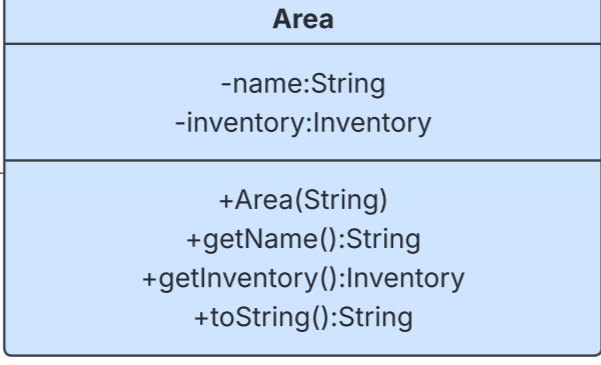 Area
-name:String
-inventory:Inventory
+Area(String)
+getName():String
+getInventory():Inventory
+toString():String